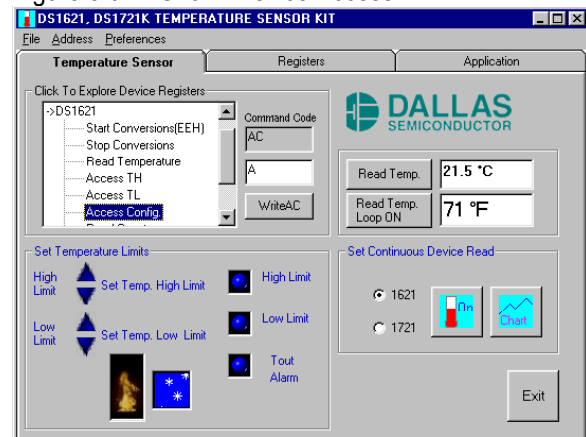 DS1621, DS1721K TEMPERATURE SENSOR KIT
File Address Preferences
Temperature Sensor
Registers
Application
Click To Explore Device Registers
->DS1621
Start Conversions(EEH)
Stop Conversions
Read Temperature
Access TH
Access TL
Access Config.
Command Code
AC
A
WriteAC
DALLAS
SEMICONDUCTOR
Read Temp.
21.5 °C
Read Temp.
Loop ON
71 °F
Set Temperature Limits
High
Limit
Set Temp. High Limit
Low
Limit
Set Temp. Low Limit
High Limit
Low Limit
Tout
Alarm
Set Continuous Device Read
1621
1721
On
Chart
Exit